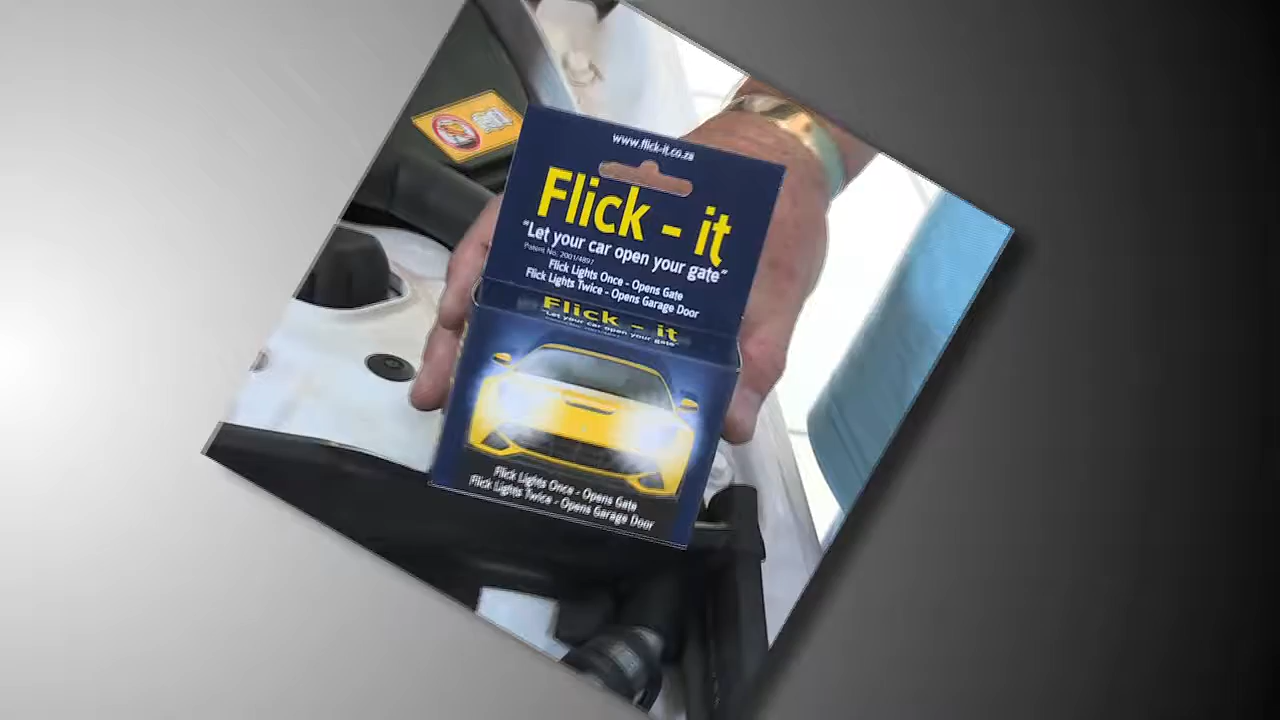 www.flick-it.co.za
Flick - it
"Let your car open your gate"
Patent No. 2001/4897
Flick Lights Once - Opens Gate
Flick Lights Twice - Opens Garage Door
Flick - it
"Let your car open your gate"
Flick Lights Once - Opens Gate
Flick Lights Twice - Opens Garage Door